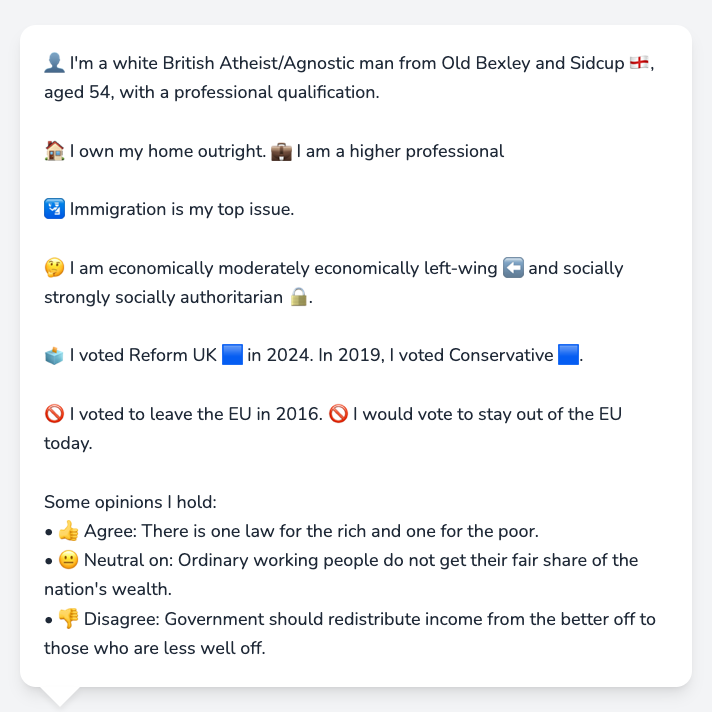 👤 I'm a white British Atheist/Agnostic man from Old Bexley and Sidcup 🏴󠁧󠁢󠁥󠁮󠁧󠁿,
aged 54, with a professional qualification.
🏠 I own my home outright. 💼 I am a higher professional
🛂 Immigration is my top issue.
🤔 I am economically moderately economically left-wing ⬅️ and socially
strongly socially authoritarian 🔒.
🗳️ I voted Reform UK 🟦 in 2024. In 2019, I voted Conservative 🟦.
🚫 I voted to leave the EU in 2016. 🚫 I would vote to stay out of the EU
today.
Some opinions I hold:
• 👍 Agree: There is one law for the rich and one for the poor.
• 😐 Neutral on: Ordinary working people do not get their fair share of the
nation's wealth.
• 👎 Disagree: Government should redistribute income from the better off to
those who are less well off.